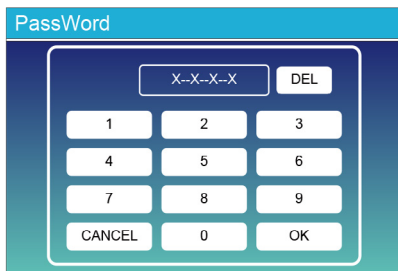 PassWord
X--X--X--X DEL
1 2 3
4 5 6
7 8 9
CANCEL 0 OK